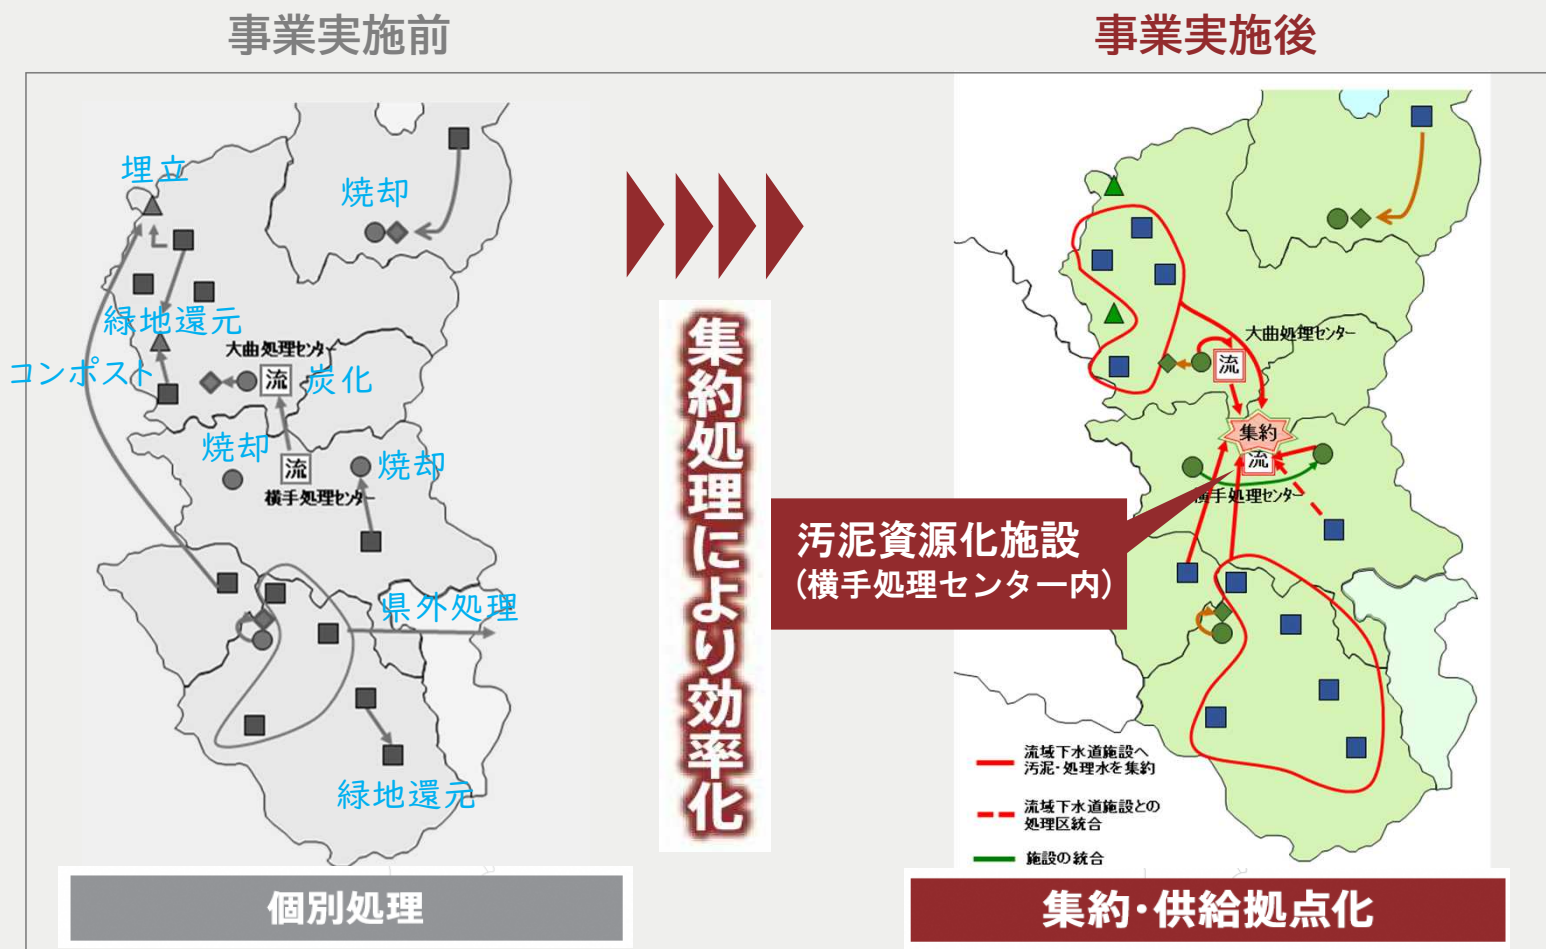 事業実施前
事業実施後
埋立
焼却
緑地還元
コンポスト
大曲処理センター
流
炭化
焼却
流
焼却
横手処理センター
県外処理
緑地還元
個別処理
集約処理により効率化
大曲処理センター
流
集約
流
横手処理センター
汚泥資源化施設
(横手処理センター内)
流域下水道施設へ
汚泥・処理水を集約
流域下水道施設との
処理区統合
施設の統合
集約・供給拠点化